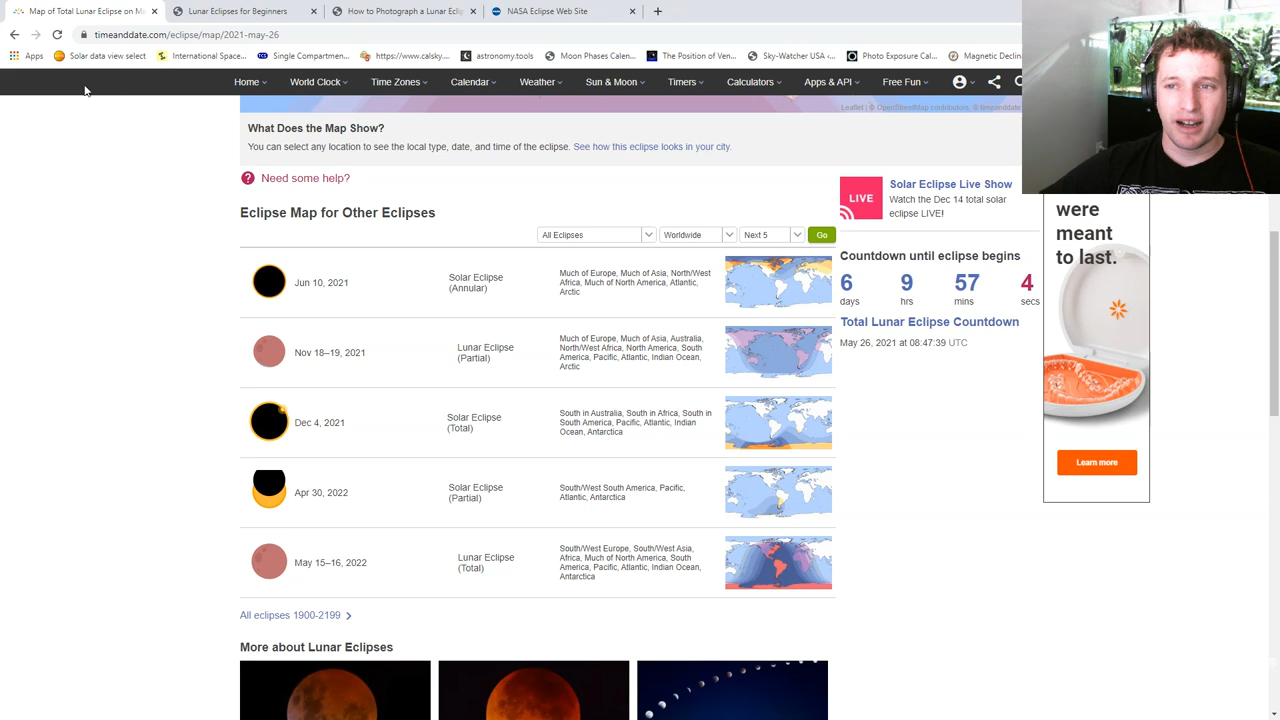 Map of Total Lunar Eclipse on M
Lunar Eclipses for Beginners
How to Photograph a Lunar Ecli
NASA Eclipse Web Site
timeanddate.com/eclipse/map/2021-may-26
Apps
Solar data view select
International Space...
Single Compartmen...
https://www.calsky....
astronomy.tools
Moon Phases Calen...
The Position of Ven...
Sky-Watcher USA ‹...
Photo Exposure Cal...
Magnetic Declin
Home
World Clock
Time Zones
Calendar
Weather
Sun & Moon
Timers
Calculators
Apps & API
Free Fun
Leaflet | © OpenStreetMap contributors, © timeanddate
What Does the Map Show?
You can select any location to see the local type, date, and time of the eclipse. See how this eclipse looks in your city.
Need some help?
Eclipse Map for Other Eclipses
All Eclipses
Worldwide
Next 5
Go
Jun 10, 2021
Solar Eclipse
(Annular)
Much of Europe, Much of Asia, North/West
Africa, Much of North America, Atlantic,
Arctic
Nov 18–19, 2021
Lunar Eclipse
(Partial)
Much of Europe, Much of Asia, Australia,
North/West Africa, North America, South
America, Pacific, Atlantic, Indian Ocean,
Arctic
Dec 4, 2021
Solar Eclipse
(Total)
South in Australia, South in Africa, South in
South America, Pacific, Atlantic, Indian
Ocean, Antarctica
Apr 30, 2022
Solar Eclipse
(Partial)
South/West South America, Pacific,
Atlantic, Antarctica
May 15–16, 2022
Lunar Eclipse
(Total)
South/West Europe, South/West Asia,
Africa, Much of North America, South
America, Pacific, Atlantic, Indian Ocean,
Antarctica
All eclipses 1900-2199
More about Lunar Eclipses
LIVE
Solar Eclipse Live Show
Watch the Dec 14 total solar
eclipse LIVE!
Countdown until eclipse begins
6 9 57 4
days hrs mins secs
Total Lunar Eclipse Countdown
May 26, 2021 at 08:47:39 UTC
were
meant
to last.
Learn more